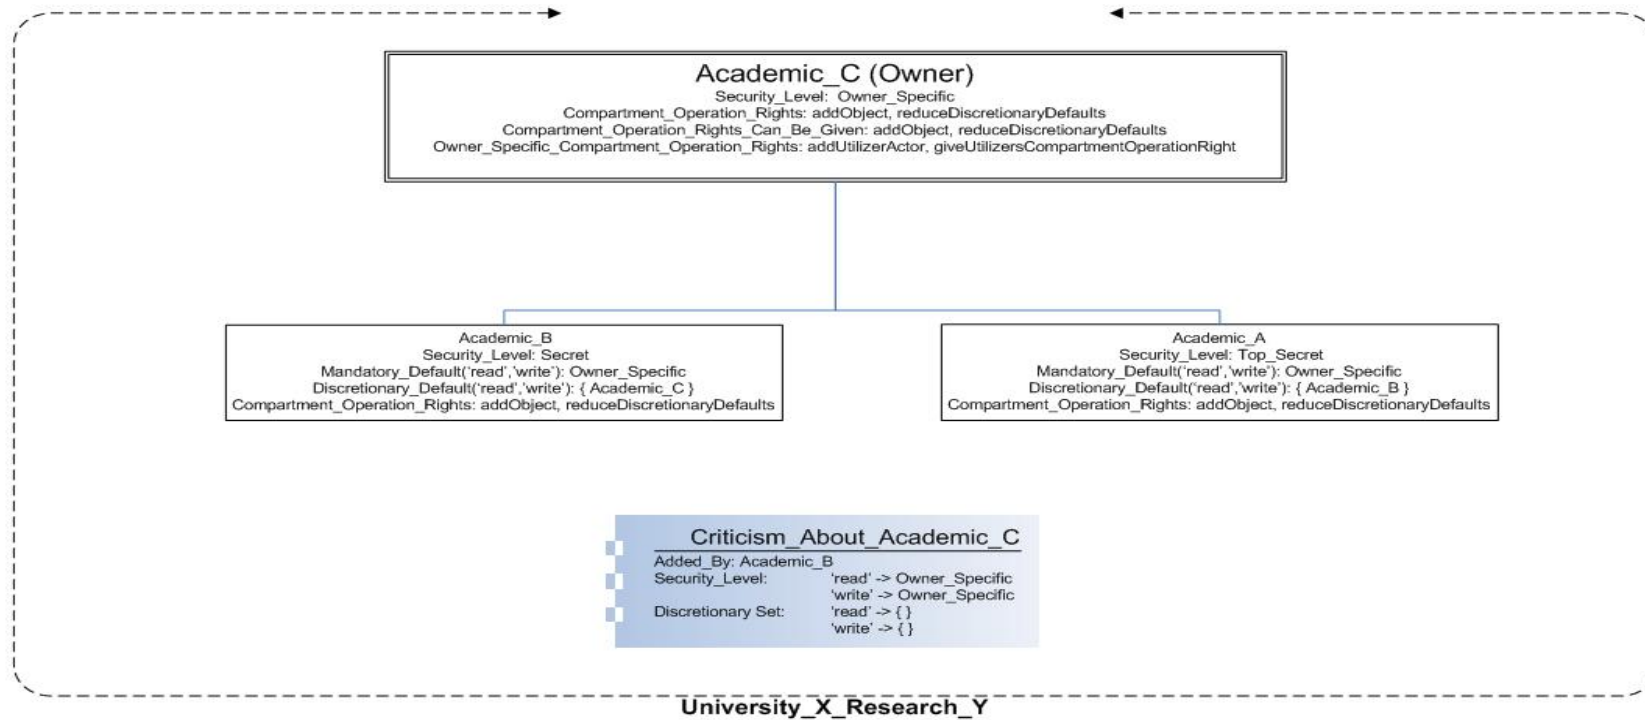 Academic_C (Owner)
Security_Level:  Owner_Specific
Compartment_Operation_Rights: addObject, reduceDiscretionaryDefaults
Compartment_Operation_Rights_Can_Be_Given: addObject, reduceDiscretionaryDefaults
Owner_Specific_Compartment_Operation_Rights: addUtilizerActor, giveUtilizersCompartmentOperationRight
Academic_B
Security_Level: Secret
Mandatory_Default('read','write'): Owner_Specific
Discretionary_Default('read','write'): { Academic_C }
Compartment_Operation_Rights: addObject, reduceDiscretionaryDefaults
Academic_A
Security_Level: Top_Secret
Mandatory_Default('read','write'): Owner_Specific
Discretionary_Default('read','write'): { Academic_B }
Compartment_Operation_Rights: addObject, reduceDiscretionaryDefaults
Criticism_About_Academic_C
Added_By: Academic_B
Security_Level: 'read' -> Owner_Specific
'write' -> Owner_Specific
Discretionary Set: 'read' -> { }
'write' -> { }
University_X_Research_Y